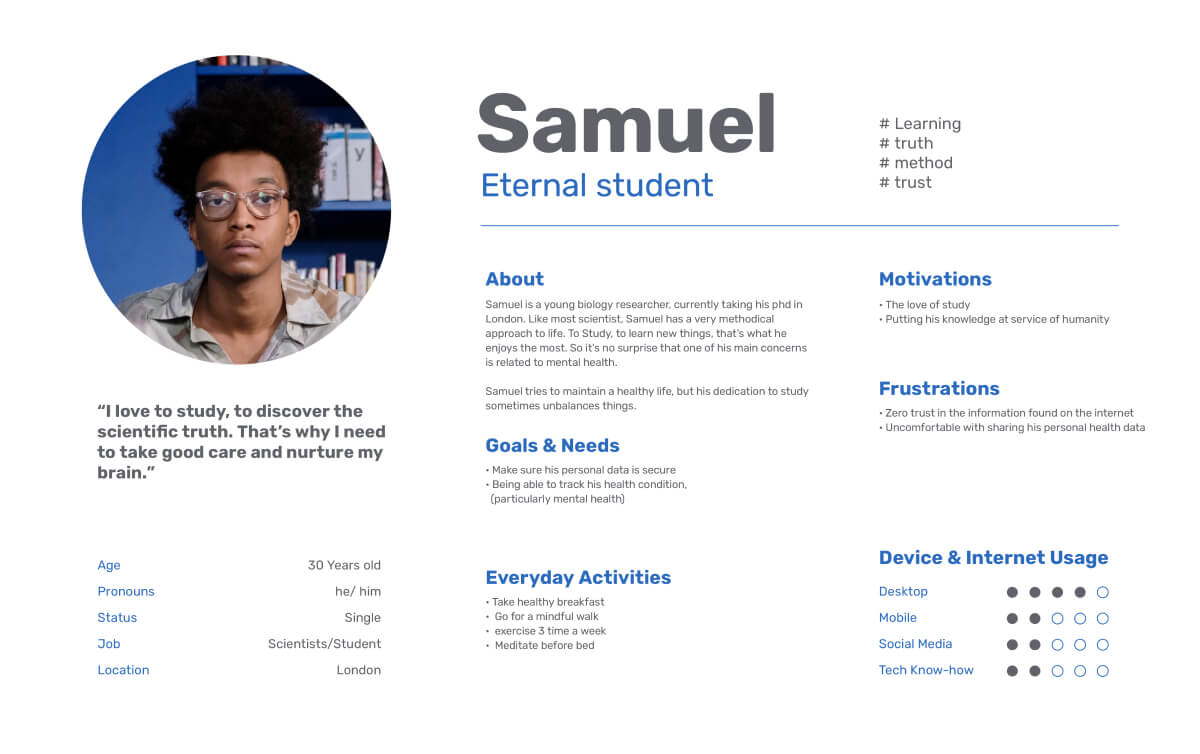 Samuel
Eternal student
# Learning
# truth
# method
# trust
y
“I love to study, to discover the
scientific truth. That’s why I need
to take good care and nurture my
brain.”
Age 30 Years old
Pronouns he/ him
Status Single
Job Scientists/Student
Location London
About
Samuel is a young biology researcher, currently taking his phd in
London. Like most scientist, Samuel has a very methodical
approach to life. To Study, to learn new things, that’s what he
enjoys the most. So it’s no surprise that one of his main concerns
is related to mental health.
Samuel tries to maintain a healthy life, but his dedication to study
sometimes unbalances things.
Goals & Needs
• Make sure his personal data is secure
• Being able to track his health condition,
(particularly mental health)
Everyday Activities
• Take healthy breakfast
• Go for a mindful walk
• exercise 3 time a week
• Meditate before bed
Motivations
• The love of study
• Putting his knowledge at service of humanity
Frustrations
• Zero trust in the information found on the internet
• Uncomfortable with sharing his personal health data
Device & Internet Usage
Desktop
Mobile
Social Media
Tech Know-how